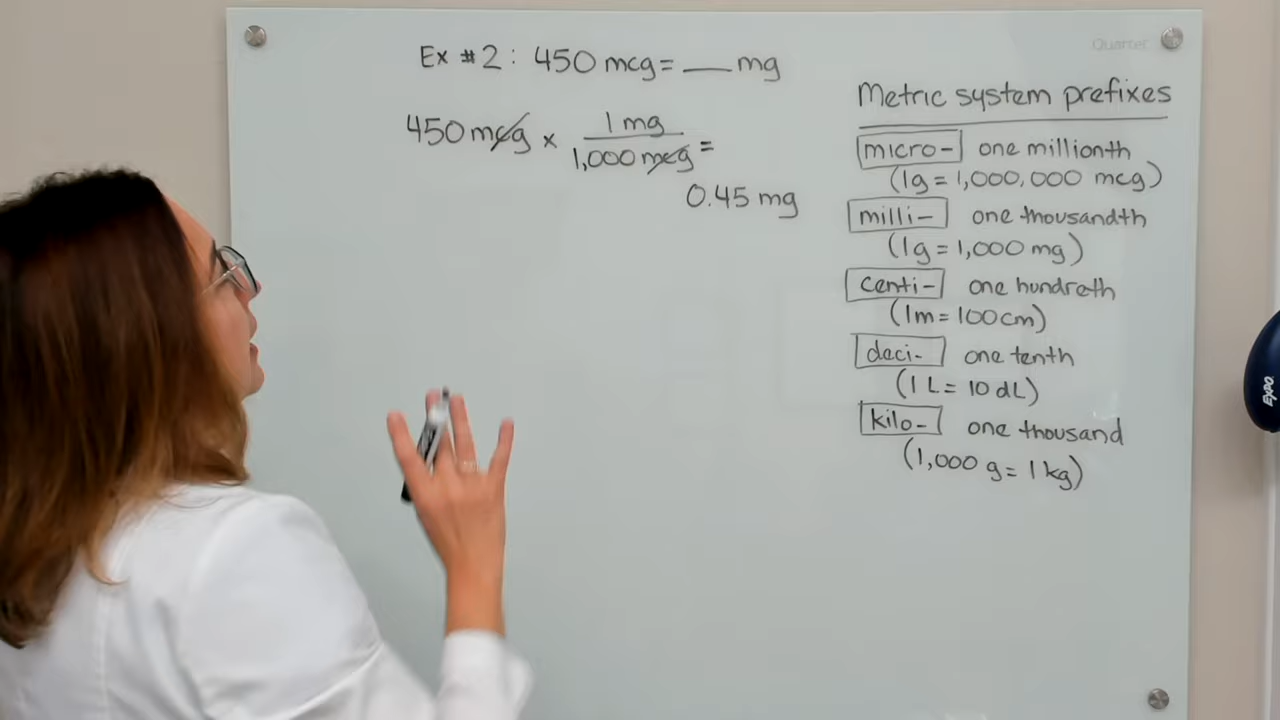 Ex #2: 450 mcg = ___ mg
450 mcg x 1 mg
1,000 mcg =
0.45 mg
Quartet
Metric system prefixes
micro- one millionth
(1g = 1,000,000 mcg)
milli- one thousandth
(1g = 1,000 mg)
centi- one hundreth
(1m = 100cm)
deci- one tenth
(1 L = 10 dL)
kilo- one thousand
(1,000 g = 1 kg)
EXPO